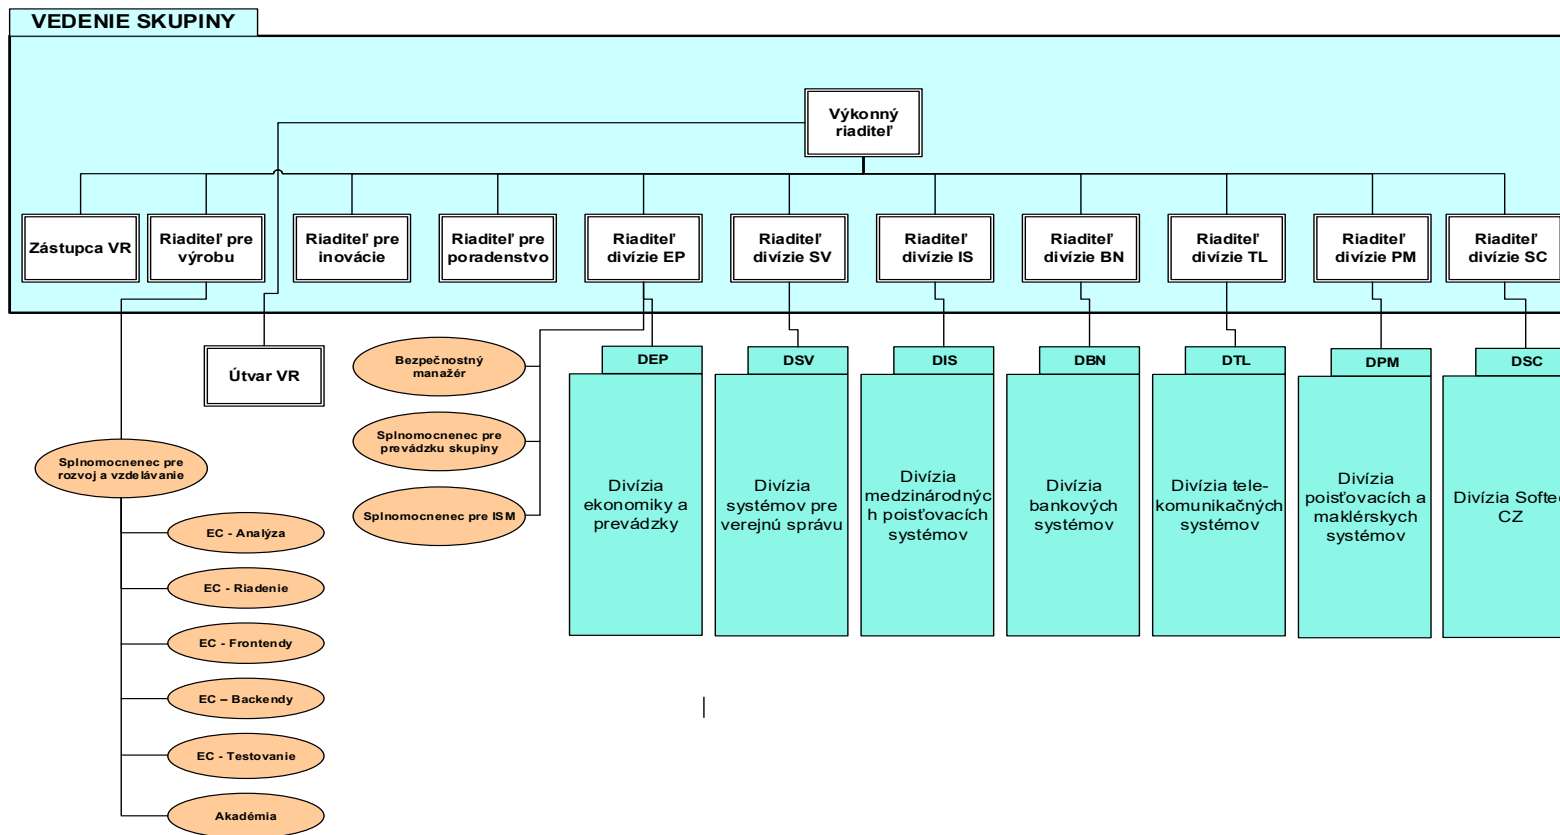 VEDENIE SKUPINY
Výkonný
riaditeľ
Zástupca VR
Riaditeľ pre
výrobu
Riaditeľ pre
inovácie
Riaditeľ pre
poradenstvo
Riaditeľ
divízie EP
Riaditeľ
divízie SV
Riaditeľ
divízie IS
Riaditeľ
divízie BN
Riaditeľ
divízie TL
Riaditeľ
divízie PM
Riaditeľ
divízie SC
Útvar VR
Bezpečnostný
manažér
Splnomocnenec pre
prevádzku skupiny
Splnomocnenec pre ISM
Splnomocnenec pre
rozvoj a vzdelávanie
EC - Analýza
EC - Riadenie
EC - Frontendy
EC – Backendy
EC - Testovanie
Akadémia
DEP
Divízia
ekonomiky a
prevádzky
DSV
Divízia
systémov pre
verejnú správu
DIS
Divízia
medzinárodnýc
h poisťovacích
systémov
DBN
Divízia
bankových
systémov
DTL
Divízia tele-
komunikačných
systémov
DPM
Divízia
poisťovacích a
maklérskych
systémov
DSC
Divízia
CZ